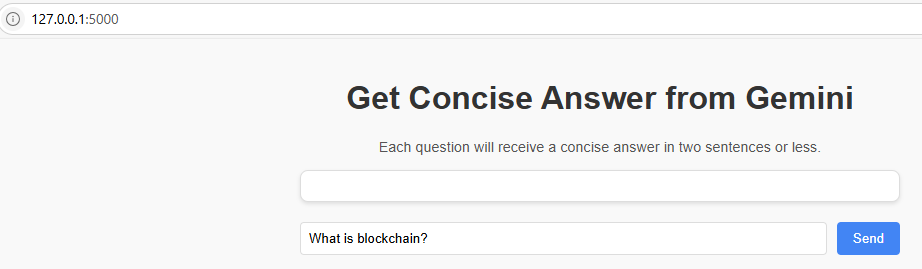 127.0.0.1:5000
Get Concise Answer from Gemini
Each question will receive a concise answer in two sentences or less.
What is blockchain?
Send